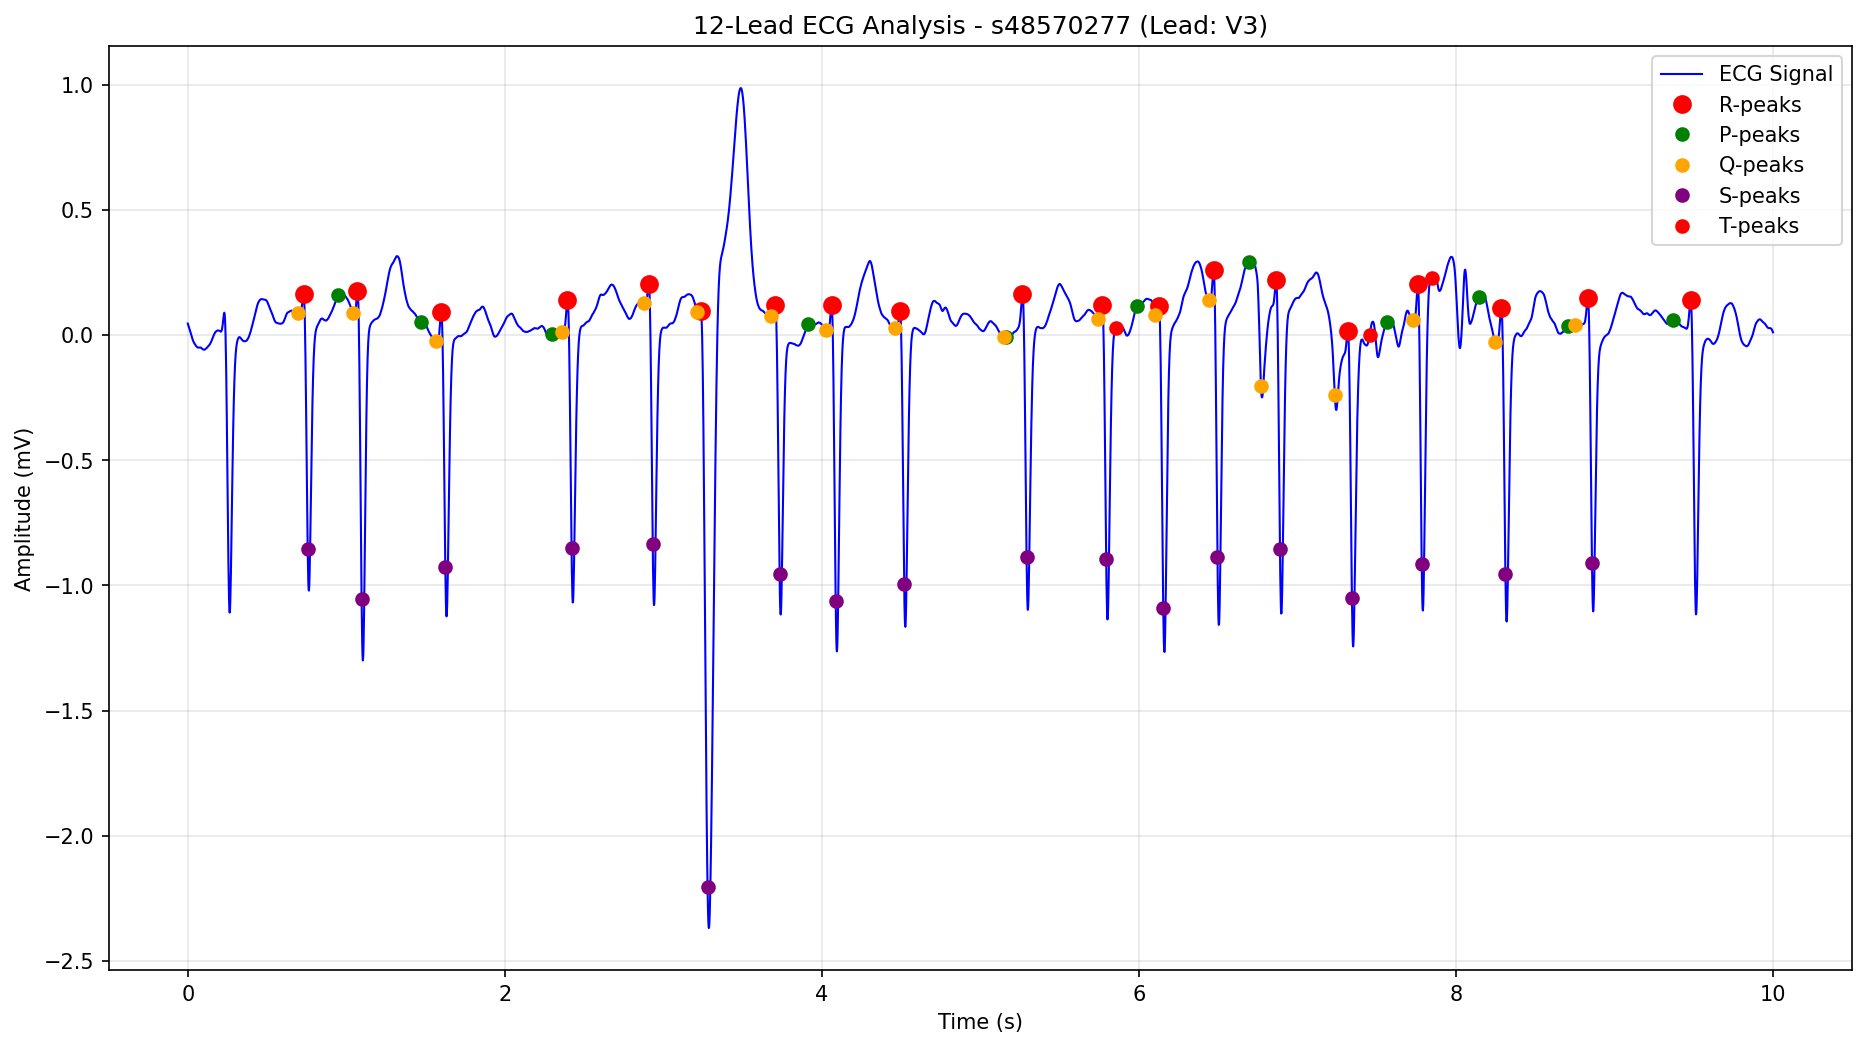 12-Lead ECG Analysis - s48570277 (Lead: V3)
ECG Signal
R-peaks
P-peaks
Q-peaks
S-peaks
T-peaks
Amplitude (mV)
1.0
0.5
0.0
−0.5
−1.0
−1.5
−2.0
−2.5
0 2 4 6 8 10
Time (s)